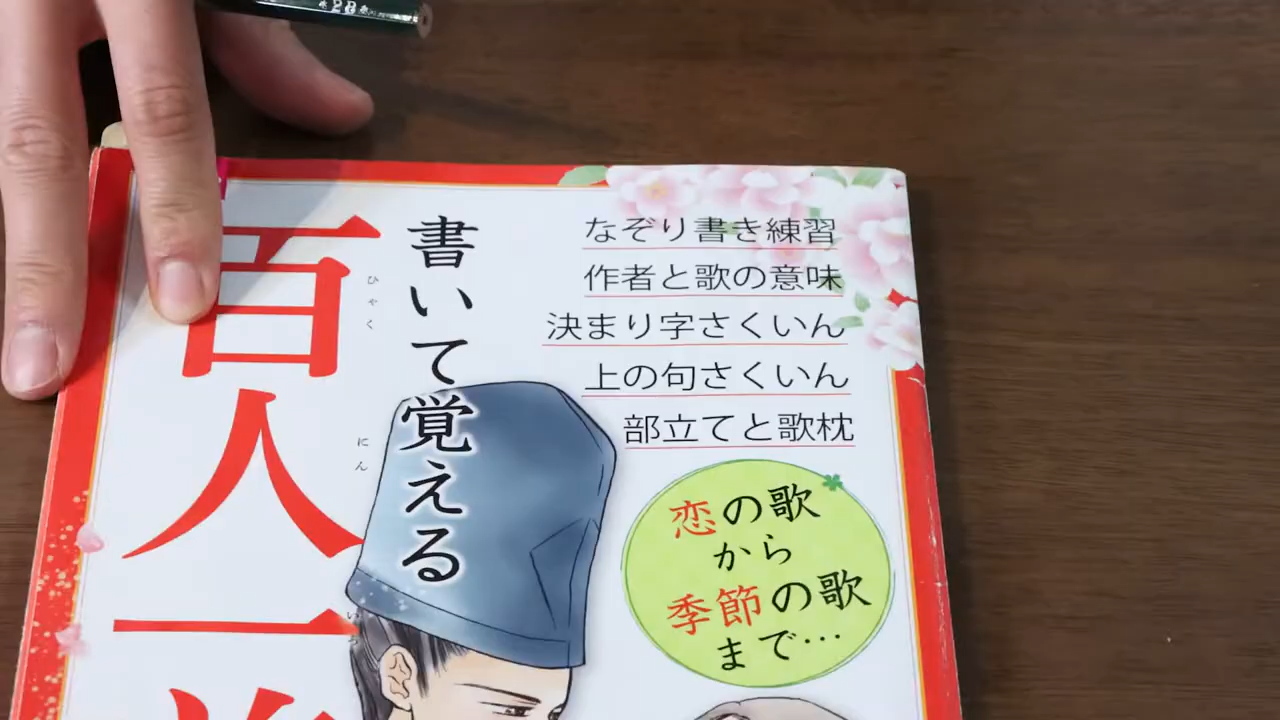 2B
なぞり書き練習
作者と歌の意味
決まり字さくいん
上の句さくいん
部立てと歌枕
書いて覚える
百人一
ひゃく
にん
恋の歌
から
季節の歌
まで…